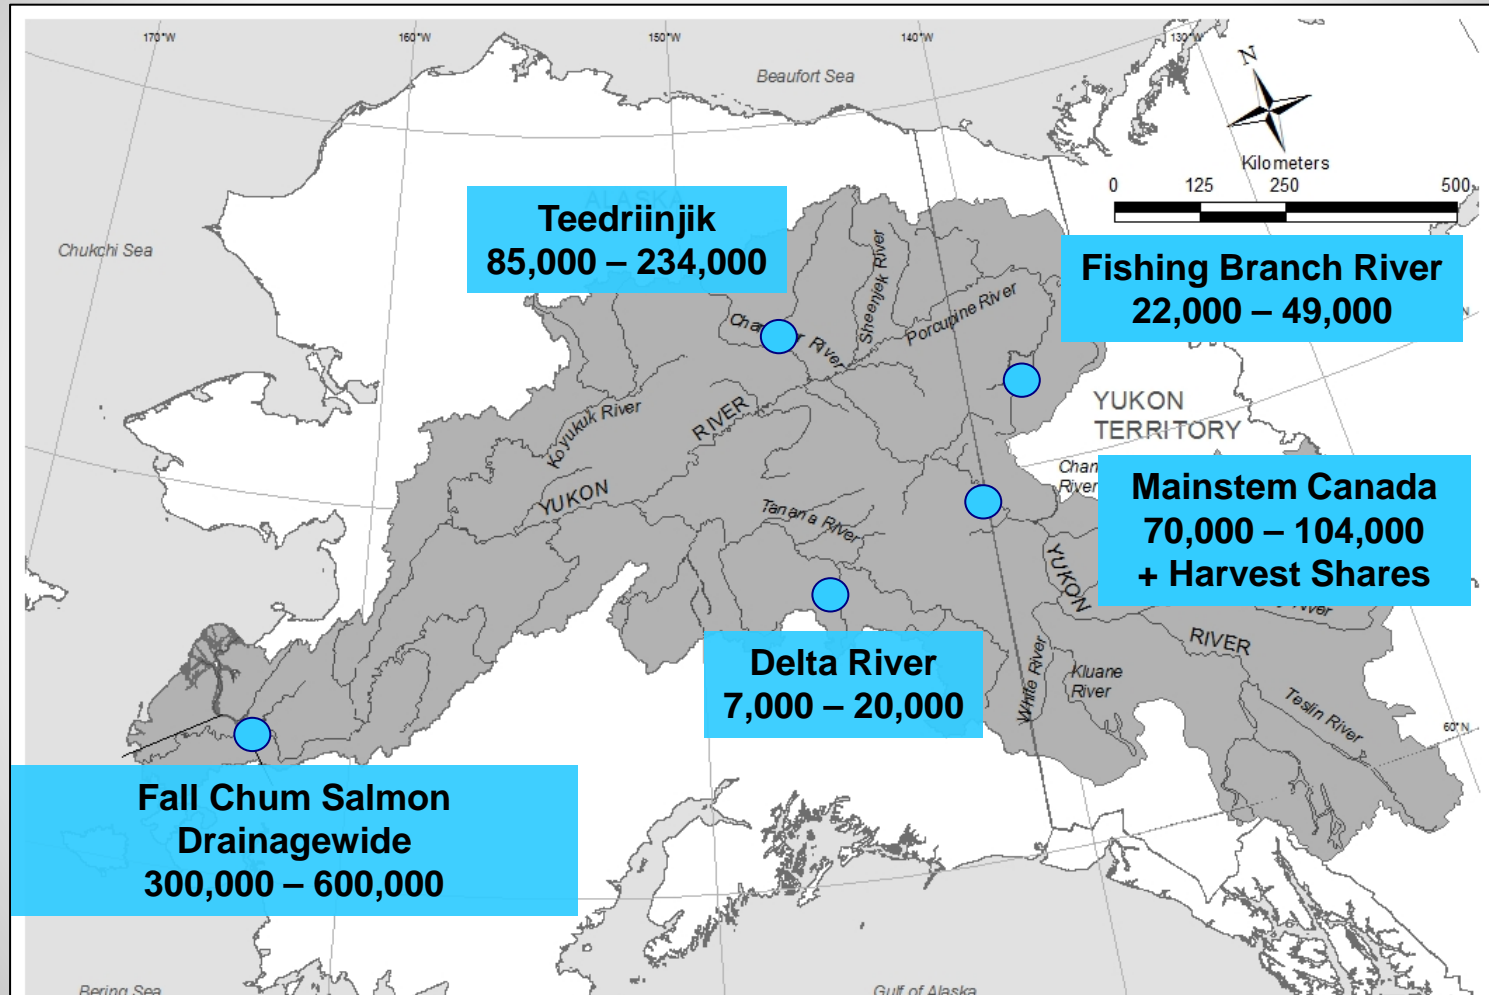 170°W
160°W
150°W
140°W
130°W
N
Beaufort Sea
Kilometers
0 125 250 500
Chukchi Sea
ALASKA
Teedriinjik
85,000 – 234,000
Fishing Branch River
22,000 – 49,000
Sheenjek River
Porcupine River
River
Koyukuk River
RIVER
YUKON
YUKON
TERRITORY
Tanana River
River
Mainstem Canada
70,000 – 104,000
+ Harvest Shares
YUKON
River
RIVER
Delta River
7,000 – 20,000
White River
Kluane
River
Teslin River
60°N
Fall Chum Salmon
Drainagewide
300,000 – 600,000
Bering Sea
Gulf of Alaska